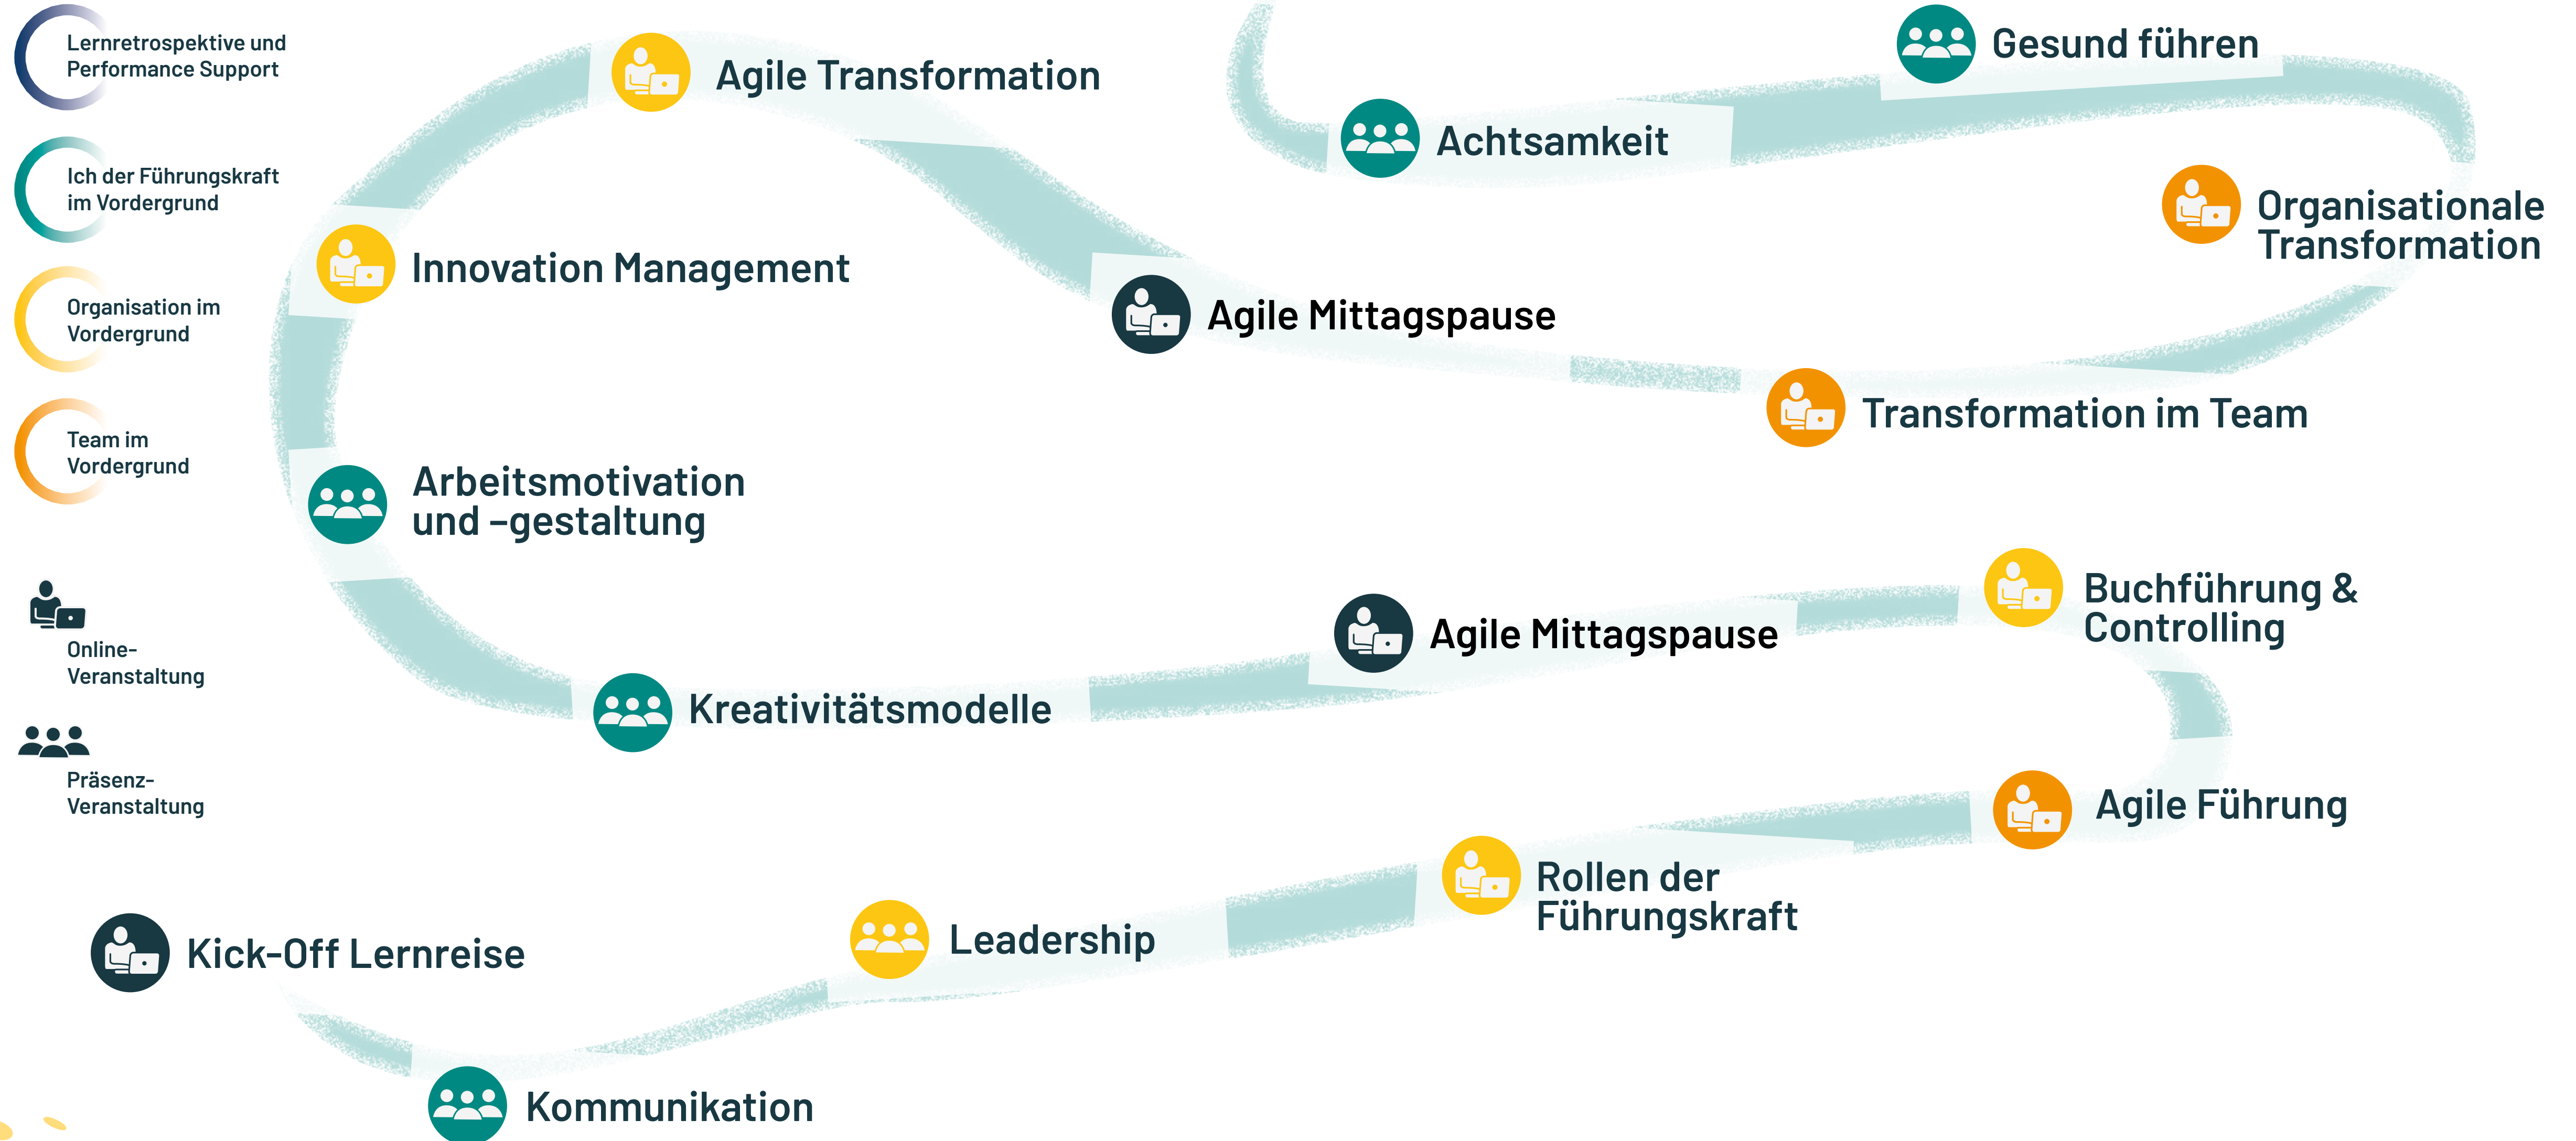 Lernretrospektive und
Performance Support
Ich der Führungskraft
im Vordergrund
Organisation im
Vordergrund
Team im
Vordergrund
Online-
Veranstaltung
Präsenz-
Veranstaltung
Gesund führen
Agile Transformation
Achtsamkeit
Organisationale
Transformation
Innovation Management
Agile Mittagspause
Transformation im Team
Arbeitsmotivation
und –gestaltung
Buchführung &
Controlling
Agile Mittagspause
Kreativitätsmodelle
Agile Führung
Rollen der
Führungskraft
Leadership
Kick-Off Lernreise
Kommunikation